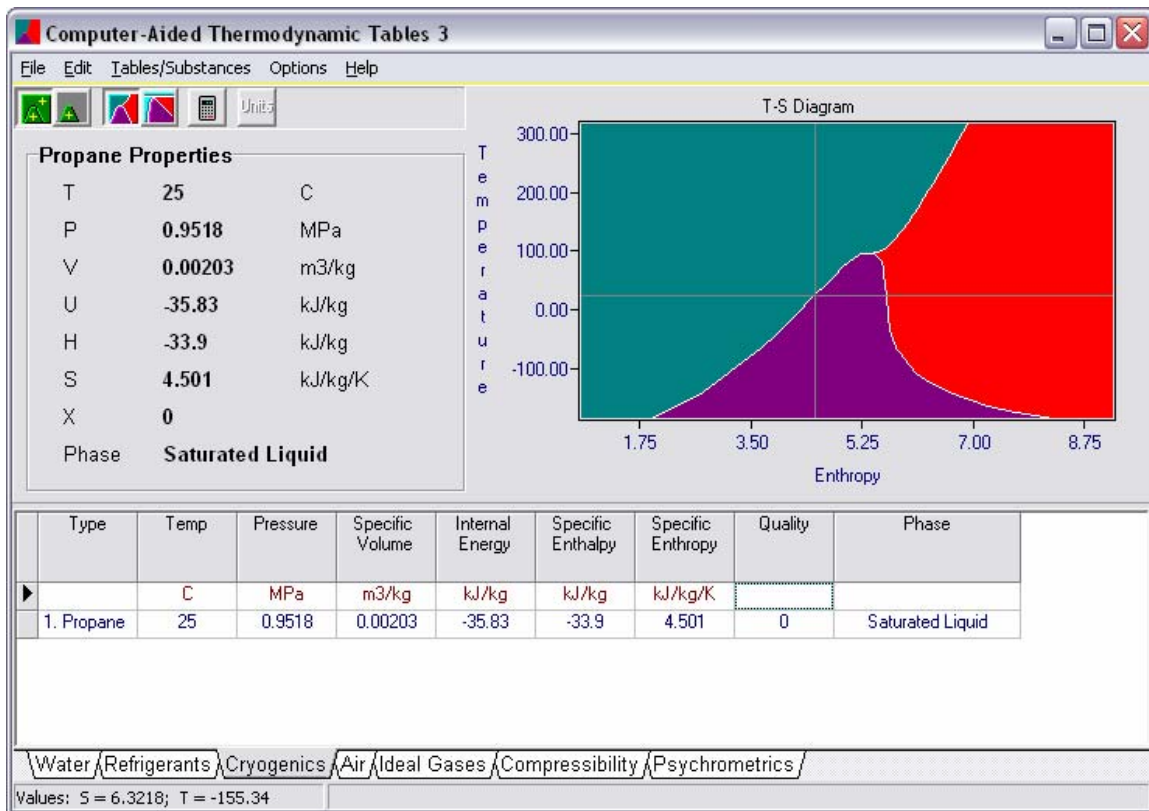 Computer-Aided Thermodynamic Tables 3
File Edit Tables/Substances Options Help
Units
Propane Properties
T 25 C
P 0.9518 MPa
V 0.00203 m3/kg
U -35.83 kJ/kg
H -33.9 kJ/kg
S 4.501 kJ/kg/K
X 0
Phase Saturated Liquid
T-S Diagram
Temperature
300.00
200.00
100.00
0.00
-100.00
1.75 3.50 5.25 7.00 8.75
Enthropy
Type Temp Pressure Specific Volume Internal Energy Specific Enthalpy Specific Enthropy Quality Phase
C MPa m3/kg kJ/kg kJ/kg kJ/kg/K
1. Propane 25 0.9518 0.00203 -35.83 -33.9 4.501 0 Saturated Liquid
Water Refrigerants Cryogenics Air Ideal Gases Compressibility Psychrometrics
Values: S = 6.3218; T = -155.34